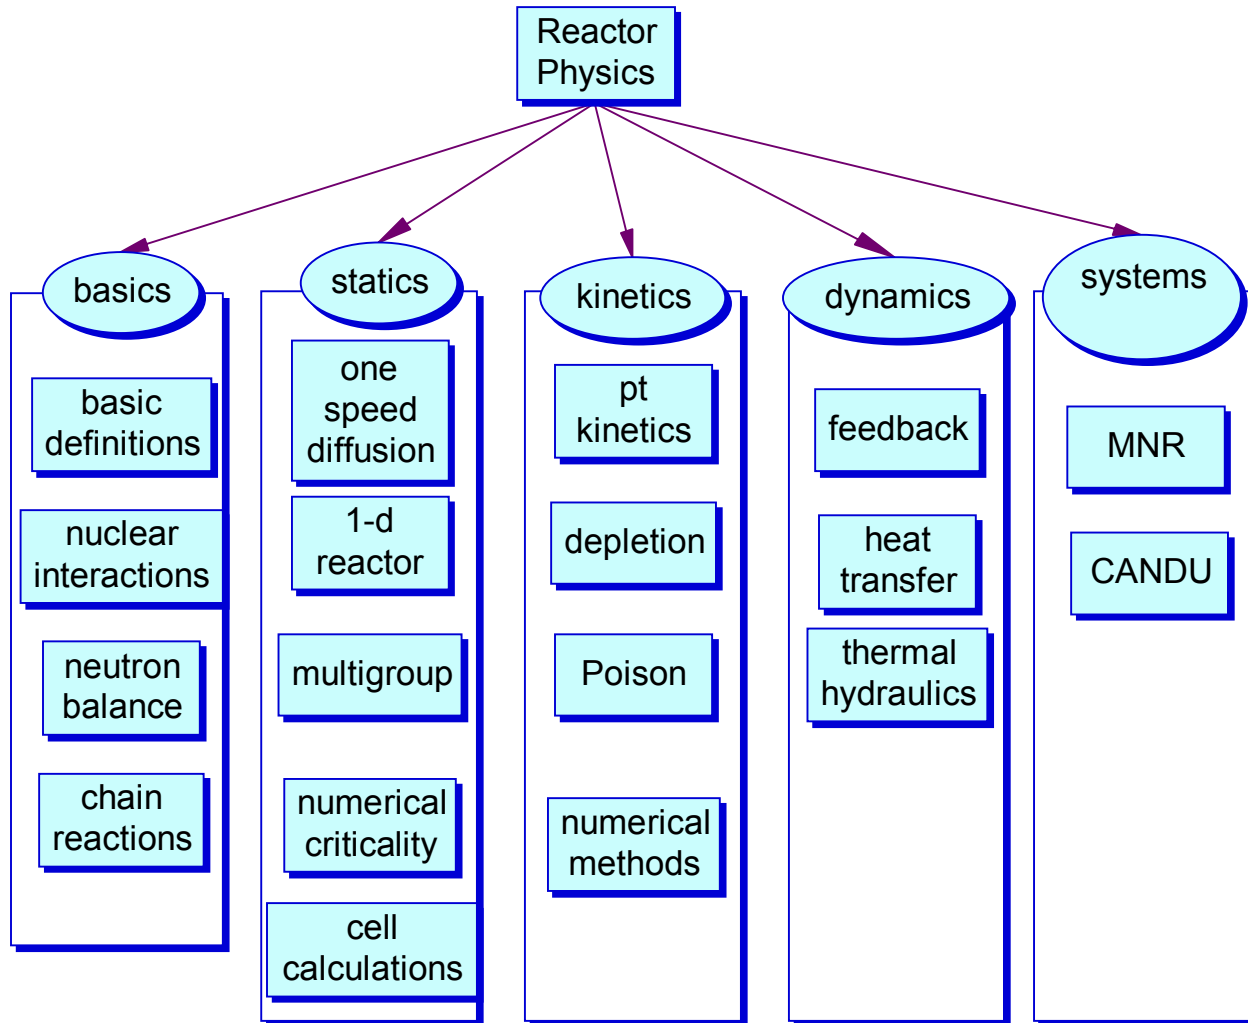 Reactor
Physics
basics
basic
definitions
nuclear
interactions
neutron
balance
chain
reactions
statics
one
speed
diffusion
1-d
reactor
multigroup
numerical
criticality
cell
calculations
kinetics
pt
kinetics
depletion
Poison
numerical
methods
dynamics
feedback
heat
transfer
thermal
hydraulics
systems
MNR
CANDU